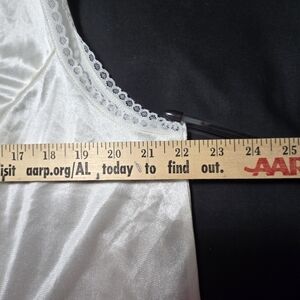 17 18 19 20 21 22 23 24 25
isit aarp.org/AL today to find out. AAR